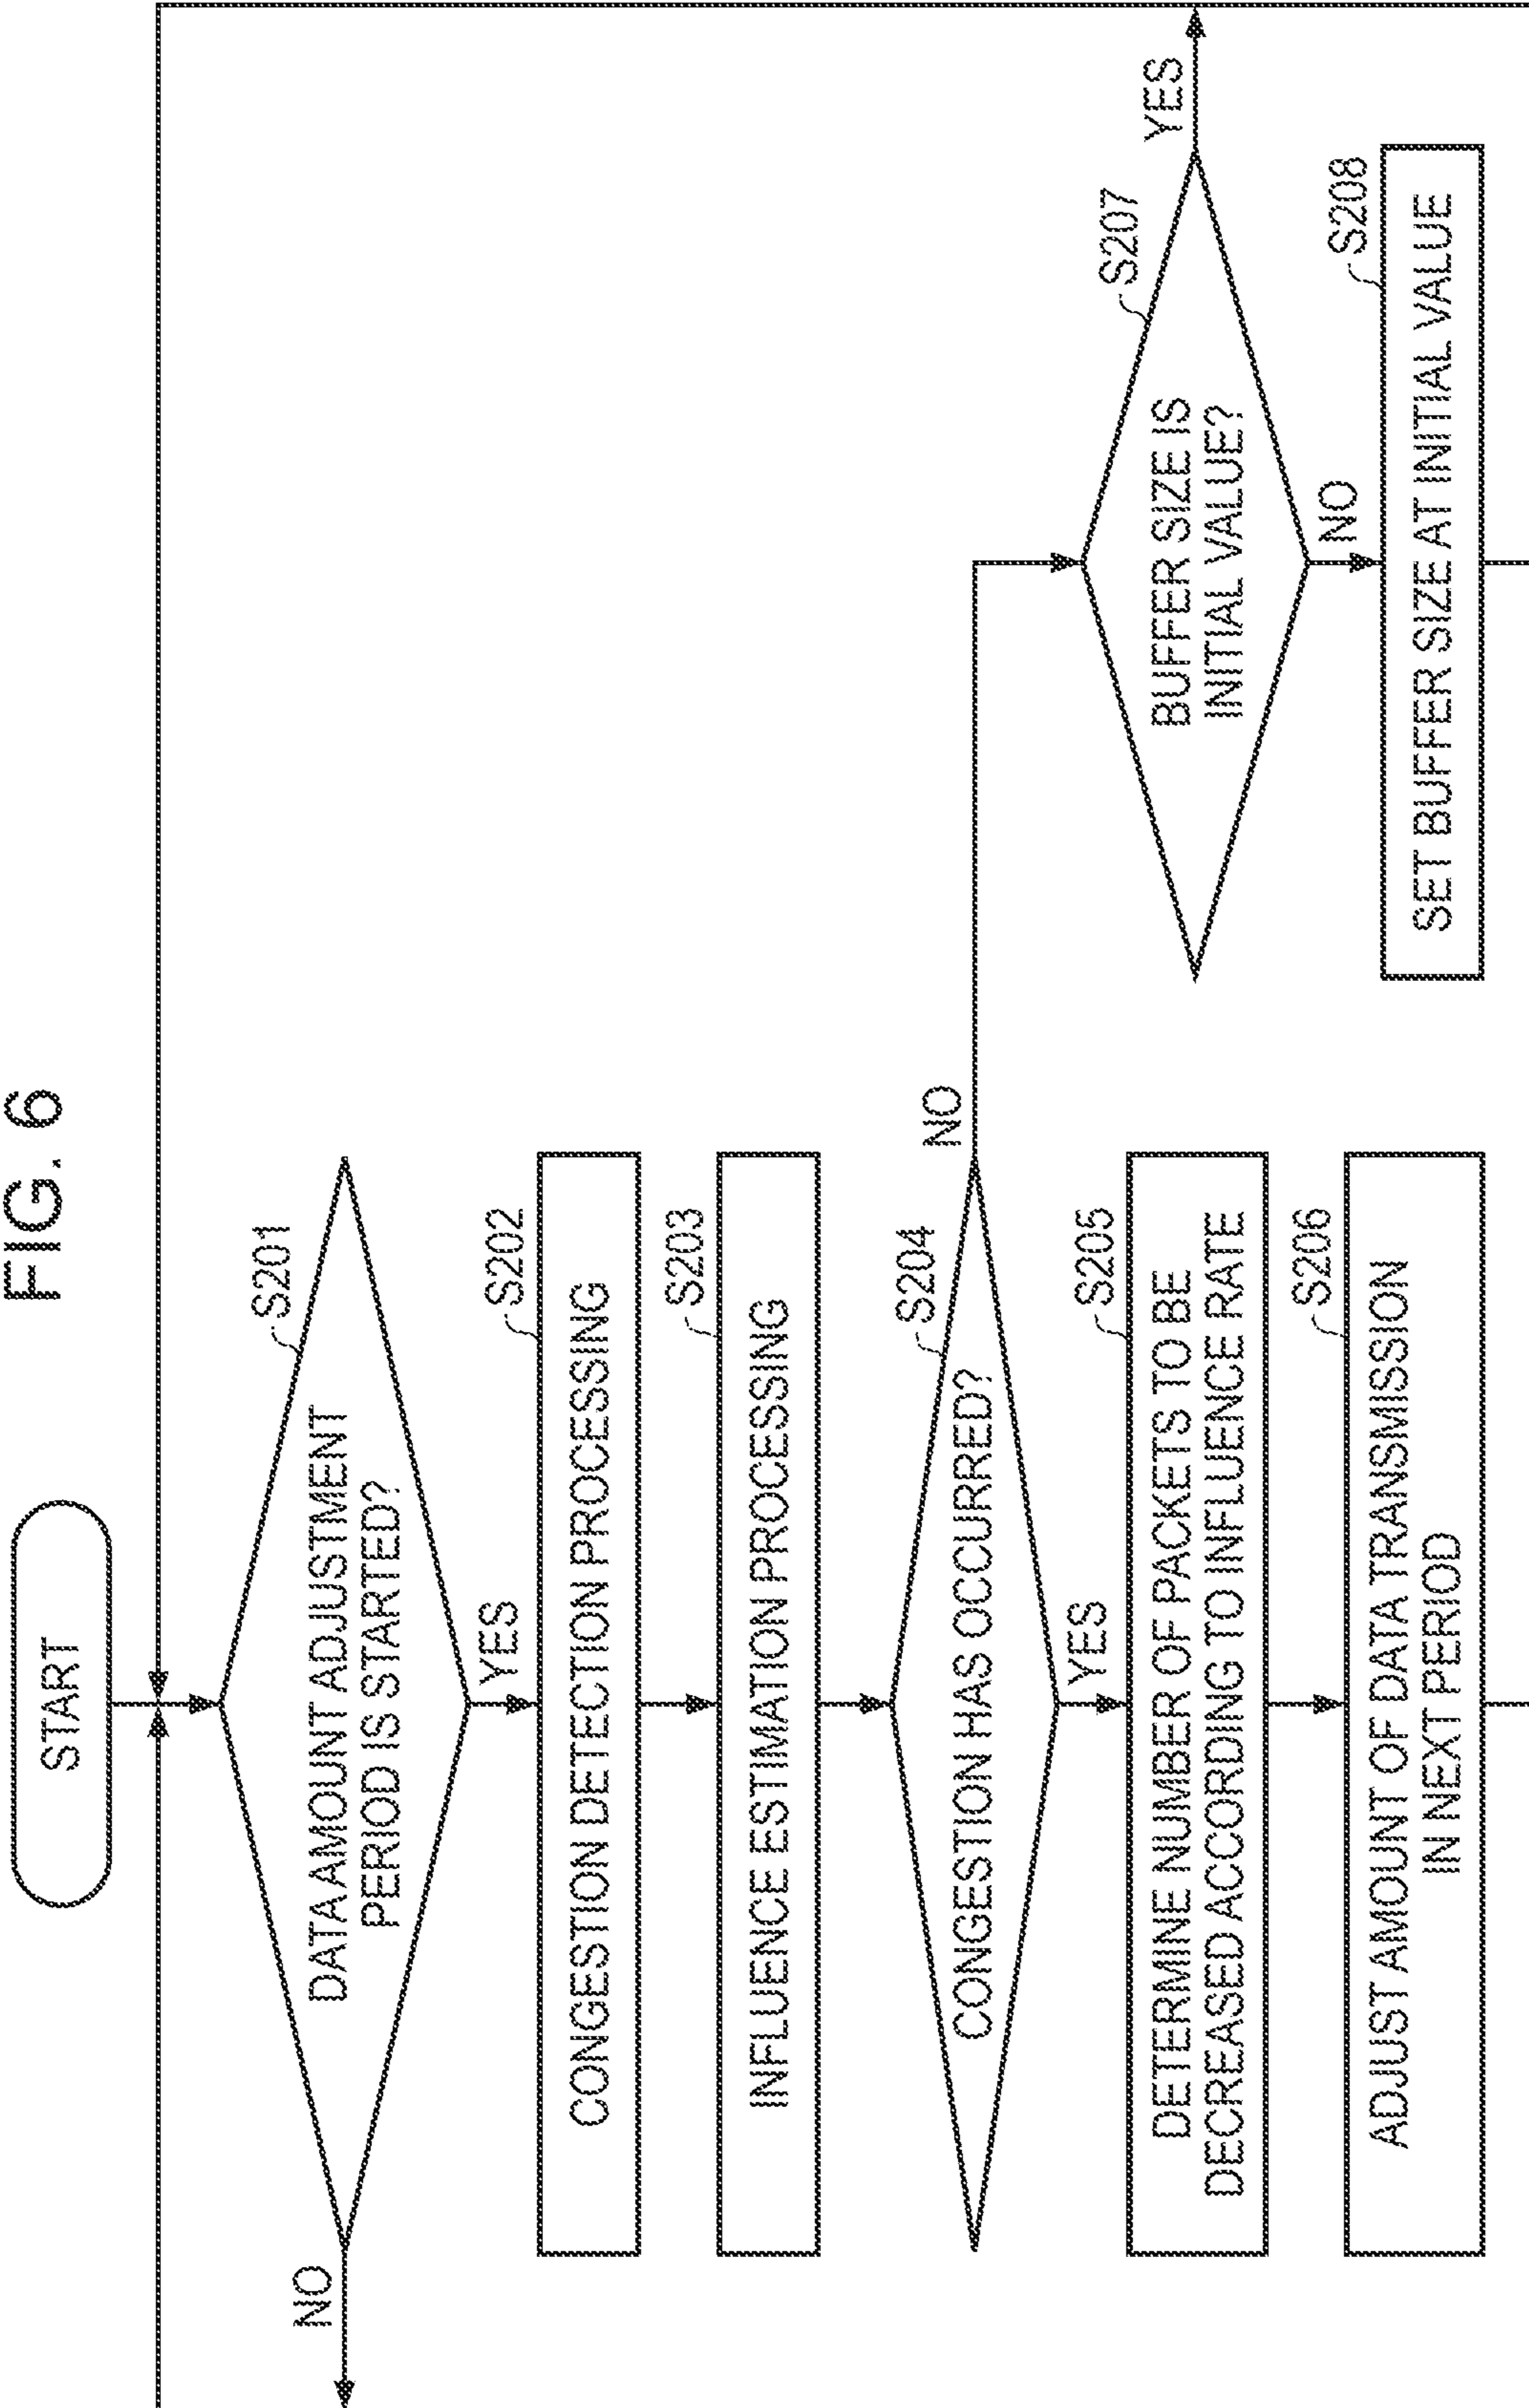 FIG. 6
START
S201
DATA AMOUNT ADJUSTMENT
PERIOD IS STARTED?
NO
YES
S202
CONGESTION DETECTION PROCESSING
S203
INFLUENCE ESTIMATION PROCESSING
S204
CONGESTION HAS OCCURRED?
NO
YES
S205
DETERMINE NUMBER OF PACKETS TO BE
DECREASED ACCORDING TO INFLUENCE RATE
S206
ADJUST AMOUNT OF DATA TRANSMISSION
IN NEXT PERIOD
S207
BUFFER SIZE IS
INITIAL VALUE?
YES
NO
S208
SET BUFFER SIZE AT INITIAL VALUE